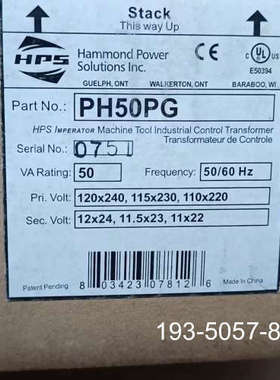 Stack
This way Up
HPS
Hammond Power
Solutions Inc.
CE
c UL US
E50394
GUELPH, ONT WALKERTON, ONT BARABOO, WI
Part No.: PH50PG
HPS IMPERATOR Machine Tool Industrial Control Transformer
Transformateur de Controle
Serial No.: 0751
VA Rating: 50 Frequency: 50/60 Hz
Pri. Volt: 120x240, 115x230, 110x220
Sec. Volt: 12x24, 11.5x23, 11x22
Patent Pending
Made In China
8 03423 07812 6
193-5057-8